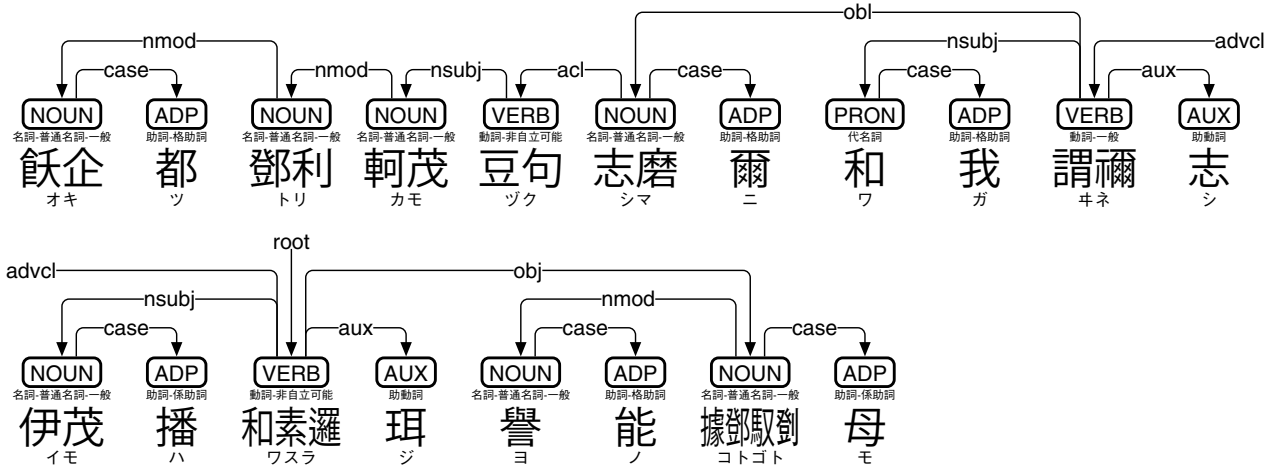 obl
nmod nsubj advcl
case nmod nsubj acl case case aux
NOUN ADP NOUN NOUN VERB NOUN ADP PRON ADP VERB AUX
名詞-普通名詞-一般 助詞-格助詞 名詞-普通名詞-一般 名詞-普通名詞-一般 動詞-非自立可能 名詞-普通名詞-一般 助詞-格助詞 代名詞 助詞-格助詞 動詞-一般 助動詞
飫企 都 鄧利 軻茂 豆句 志磨 爾 和 我 謂禰 志
オキ ツ トリ カモ ヅク シマ ニ ワ ガ ヰネ シ
root
advcl obj
nsubj nmod
case aux case case
NOUN ADP VERB AUX NOUN ADP NOUN ADP
名詞-普通名詞-一般 助詞-係助詞 動詞-非自立可能 助動詞 名詞-普通名詞-一般 助詞-格助詞 名詞-普通名詞-一般 助詞-係助詞
伊茂 播 和素邏 珥 譽 能 據鄧馭 母
イモ ハ ワスラ ジ ヨ ノ コトゴト モ